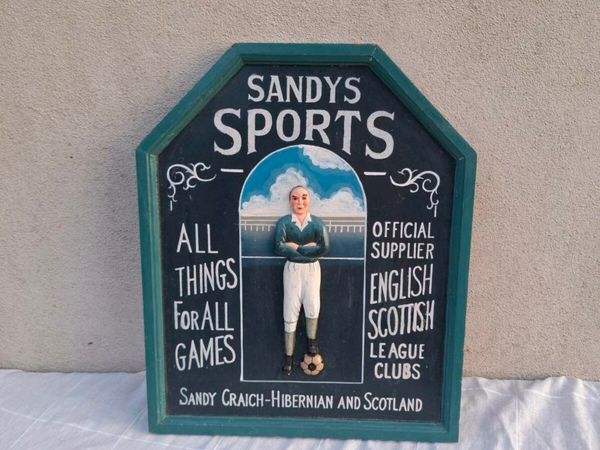 SANDYS
SPORTS
ALL
THINGS
FOR ALL
GAMES
OFFICIAL
SUPPLIER
ENGLISH
SCOTTISH
LEAGUE
CLUBS
SANDY CRAICH-HIBERNIAN AND SCOTLAND